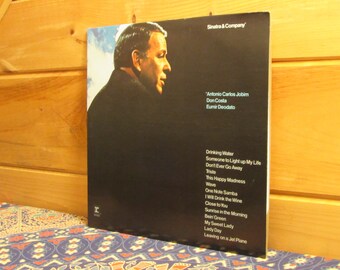 Sinatra & Company
Antonio Carlos Jobim
Don Costa
Eumir Deodato
Drinking Water
Someone to Light up My Life
Don't Ever Go Away
Triste
This Happy Madness
Wave
One Note Samba
I Will Drink the Wine
Close to You
Sunrise in the Morning
Bein' Green
My Sweet Lady
Lady Day
Leaving on a Jet Plane